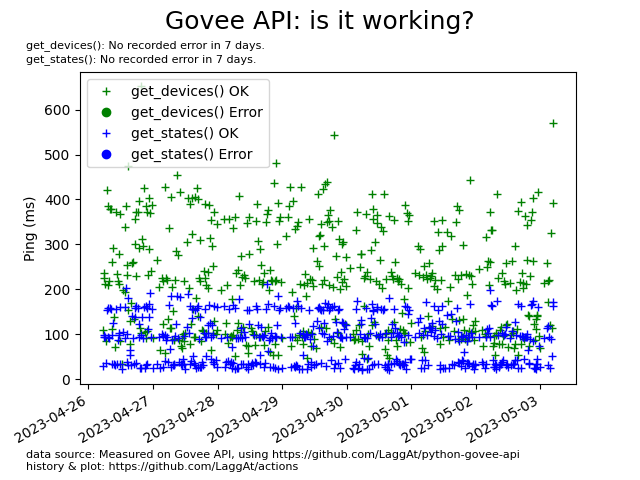 Govee API: is it working?
get_devices(): No recorded error in 7 days.
get_states(): No recorded error in 7 days.
get_devices() OK
get_devices() Error
get_states() OK
get_states() Error
Ping (ms)
600
500
400
300
200
100
0
2023-04-26
2023-04-27
2023-04-28
2023-04-29
2023-04-30
2023-05-01
2023-05-02
2023-05-03
data source: Measured on Govee API, using https://github.com/LaggAt/python-govee-api
history & plot: https://github.com/LaggAt/actions